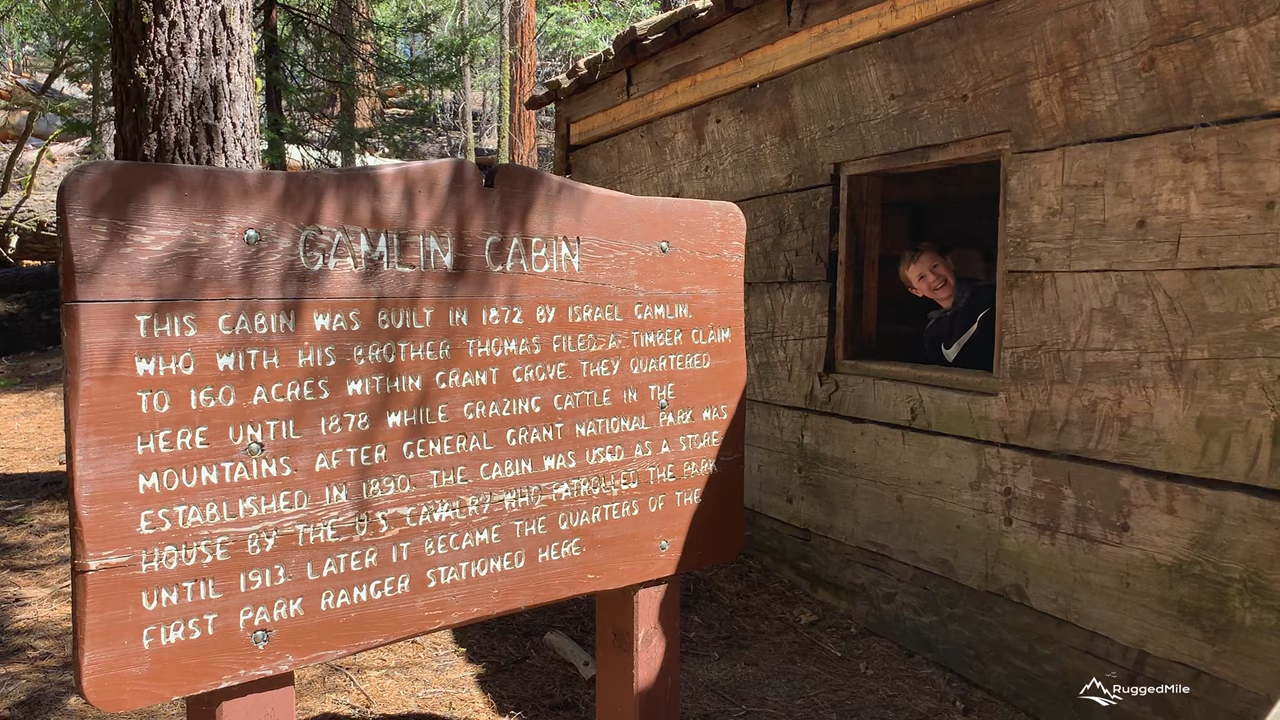 GAMLIN CABIN
THIS CABIN WAS BUILT IN 1872 BY ISRAEL GAMLIN,
WHO WITH HIS BROTHER THOMAS FILED A TIMBER CLAIM
TO 160 ACRES WITHIN GRANT GROVE. THEY QUARTERED
HERE UNTIL 1878 WHILE GRAZING CATTLE IN THE
MOUNTAINS. AFTER GENERAL GRANT NATIONAL PARK WAS
ESTABLISHED IN 1890, THE CABIN WAS USED AS A STORE
HOUSE BY THE U.S. CAVALRY WHO PATROLLED THE PARK
UNTIL 1913. LATER IT BECAME THE QUARTERS OF THE
FIRST PARK RANGER STATIONED HERE.
RuggedMile